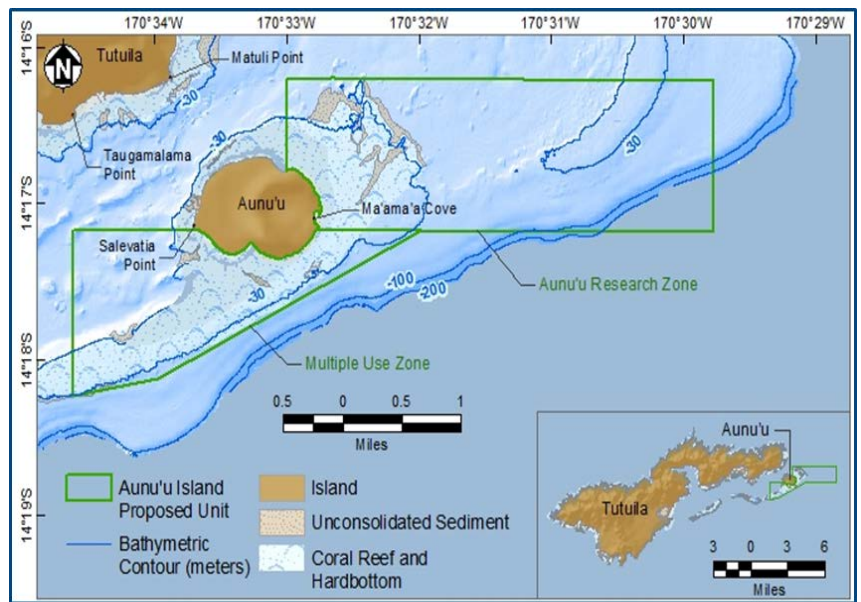 170°34'W 170°33'W 170°32'W 170°31'W 170°30'W 170°29'W
14°16'S
14°17'S
14°18'S
14°19'S
N
Tutuila
Matuli Point
-30
Taugamalama
Point
-30
-30
Aunu'u
Ma'ama'a Cove
Salevatia
Point
-30
-100
-200
Aunu'u Research Zone
Multiple Use Zone
0.5 0 0.5 1
Miles
Aunu'u Island
Proposed Unit
Bathymetric
Contour (meters)
Island
Unconsolidated Sediment
Coral Reef and
Hardbottom
Aunu'u
Tutuila
3 0 3 6
Miles